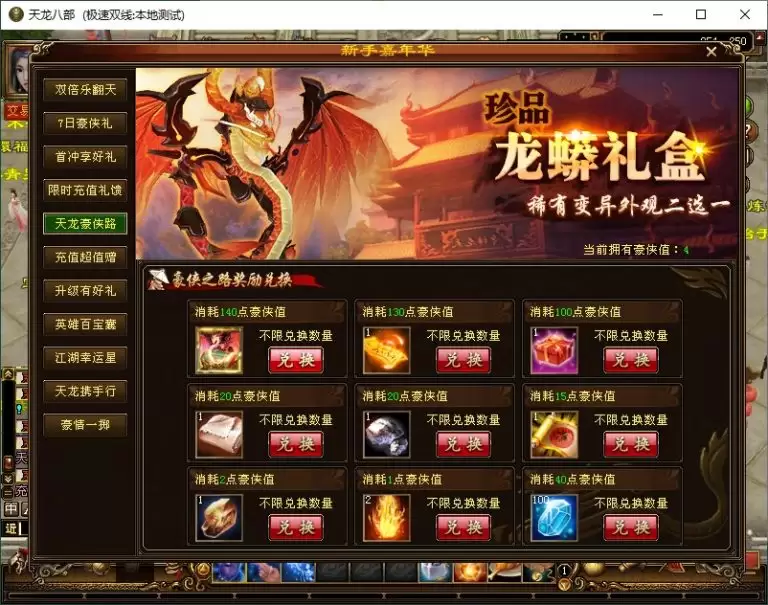 天龙八部 (极速双线:本地测试)
新手嘉年华
双倍乐翻天
7日豪侠礼
首冲享好礼
限时充值礼馈
天龙豪侠路
充值超值赠
升级有好礼
英雄百宝囊
江湖幸运星
天龙携手行
豪情一掷
珍品
龙蟒礼盒
稀有变异外观二选一
当前拥有豪侠值:4
豪侠之路奖励兑换
消耗140点豪侠值
不限兑换数量
兑换
消耗130点豪侠值
1
不限兑换数量
兑换
消耗100点豪侠值
1
不限兑换数量
兑换
消耗20点豪侠值
1
不限兑换数量
兑换
消耗20点豪侠值
1
不限兑换数量
兑换
消耗15点豪侠值
1
不限兑换数量
兑换
消耗2点豪侠值
1
不限兑换数量
兑换
消耗1点豪侠值
2
不限兑换数量
兑换
消耗40点豪侠值
100
不限兑换数量
兑换
交易
近
1